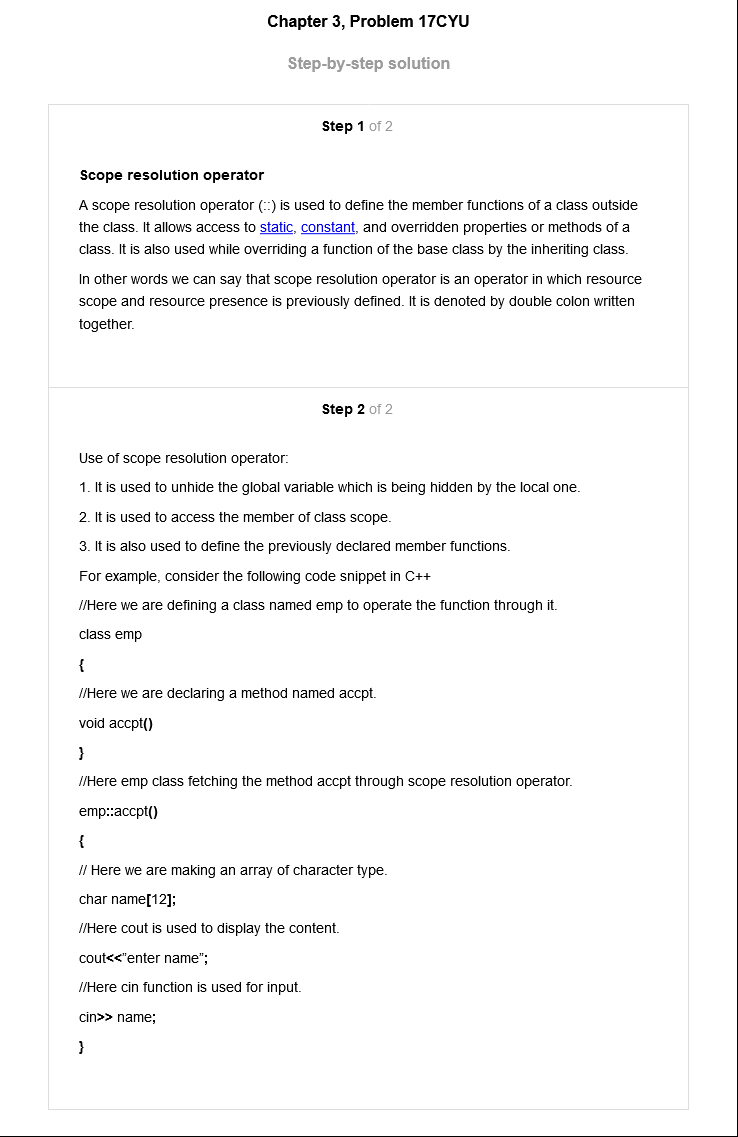 Chapter 3, Problem 17CYU
Step-by-step solution
Step 1 of 2
Scope resolution operator
A scope resolution operator (::) is used to define the member functions of a class outside
the class. It allows access to static, constant, and overridden properties or methods of a
class. It is also used while overriding a function of the base class by the inheriting class.
In other words we can say that scope resolution operator is an operator in which resource
scope and resource presence is previously defined. It is denoted by double colon written
together.
Step 2 of 2
Use of scope resolution operator:
1. It is used to unhide the global variable which is being hidden by the local one.
2. It is used to access the member of class scope.
3. It is also used to define the previously declared member functions.
For example, consider the following code snippet in C++
//Here we are defining a class named emp to operate the function through it.
class emp
{
//Here we are declaring a method named accpt.
void accpt()
}
//Here emp class fetching the method accpt through scope resolution operator.
emp::accpt()
{
// Here we are making an array of character type.
char name[12];
//Here cout is used to display the content.
cout<<"enter name";
//Here cin function is used for input.
cin>> name;
}